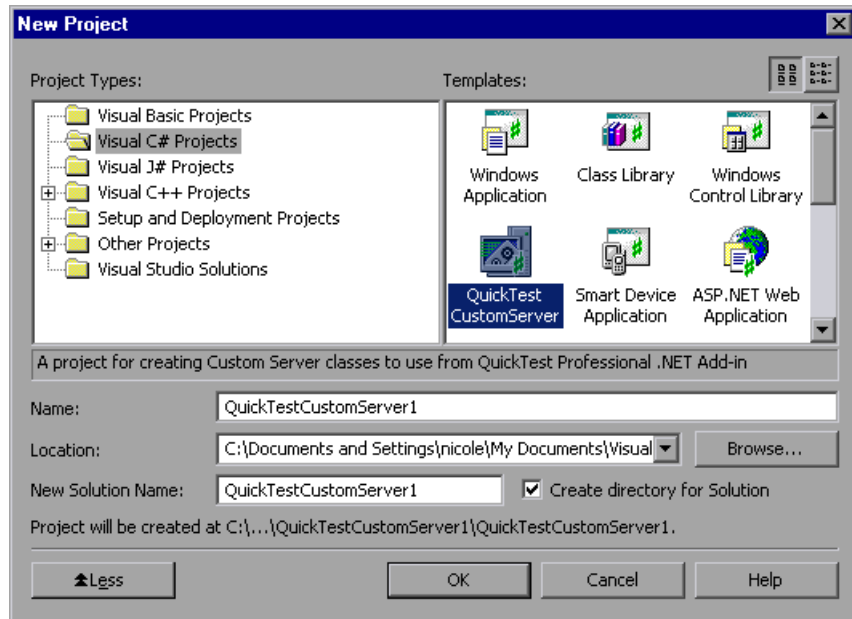 New Project
Project Types:
Templates:
Visual Basic Projects
Visual C# Projects
Visual J# Projects
Visual C++ Projects
Setup and Deployment Projects
Other Projects
Visual Studio Solutions
Windows
Application
Class Library
Windows
Control Library
QuickTest
CustomServer
Smart Device
Application
ASP.NET Web
Application
A project for creating Custom Server classes to use from QuickTest Professional .NET Add-in
Name:
QuickTestCustomServer1
Location:
C:\Documents and Settings\nicole\My Documents\Visual
Browse...
New Solution Name:
QuickTestCustomServer1
Create directory for Solution
Project will be created at C:\...\QuickTestCustomServer1\QuickTestCustomServer1.
Less
OK
Cancel
Help